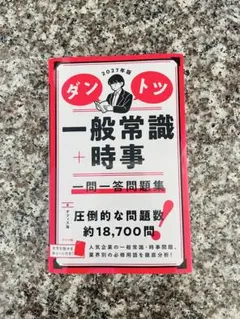 2027年版
ダントツ
一般常識
+時事
一問一答問題集
圧倒的な問題数
約18,700問!
人気企業の一般常識・時事問題、
業界別の必修用語を徹底分析!